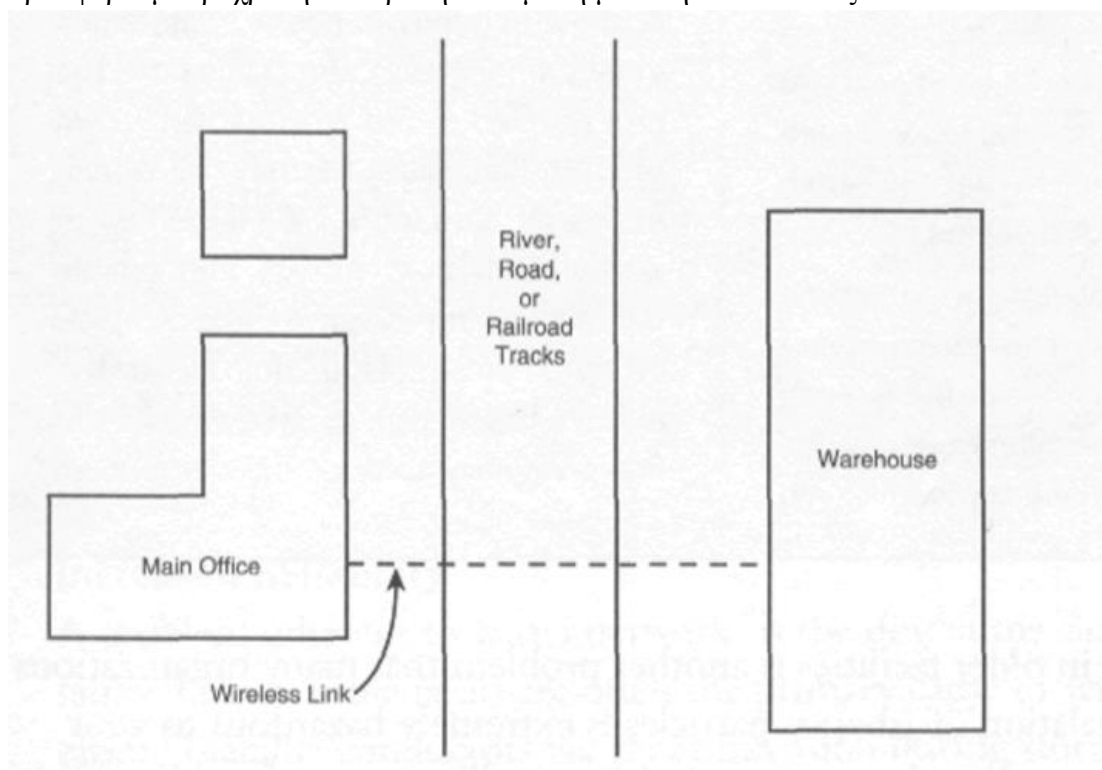 River,
Road,
or
Railroad
Tracks
Warehouse
Main Office
Wireless Link